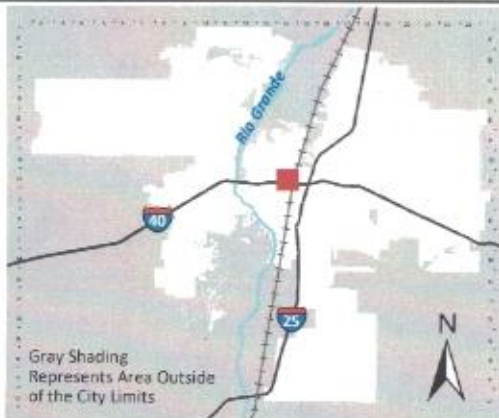 Rio Grande
40
25
N
Gray Shading
Represents Area Outside
of the City Limits